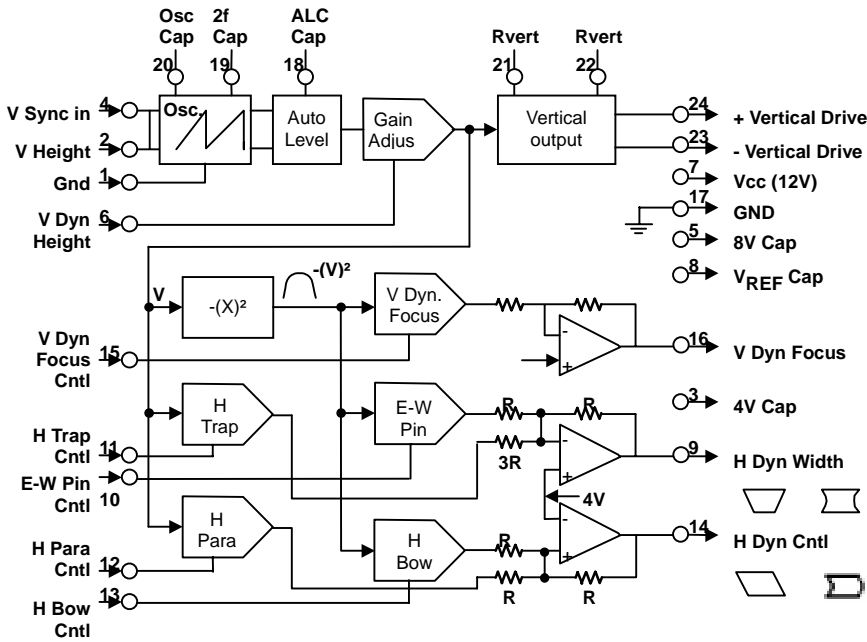 Osc
Cap
2f
Cap
ALC
Cap
Rvert
Rvert
20
19
18
21
22
V Sync in
4
Osc.
Auto
Level
Gain
Adjus
Vertical
output
24
+ Vertical Drive
V Height
2
23
- Vertical Drive
Gnd
1
7
Vcc (12V)
17
GND
V Dyn
Height
6
5
8V Cap
8
VREF Cap
V
-(X)²
-(V)²
V Dyn.
Focus
-
+
16
V Dyn Focus
V Dyn
Focus
Cntl
15
3
4V Cap
H
Trap
E-W
Pin
R
R
3R
-
+
9
H Dyn Width
H Trap
Cntl
11
E-W Pin
Cntl
10
4V
H
Para
H
Bow
R
R
R
-
+
14
H Dyn Cntl
H Para
Cntl
12
13
H Bow
Cntl